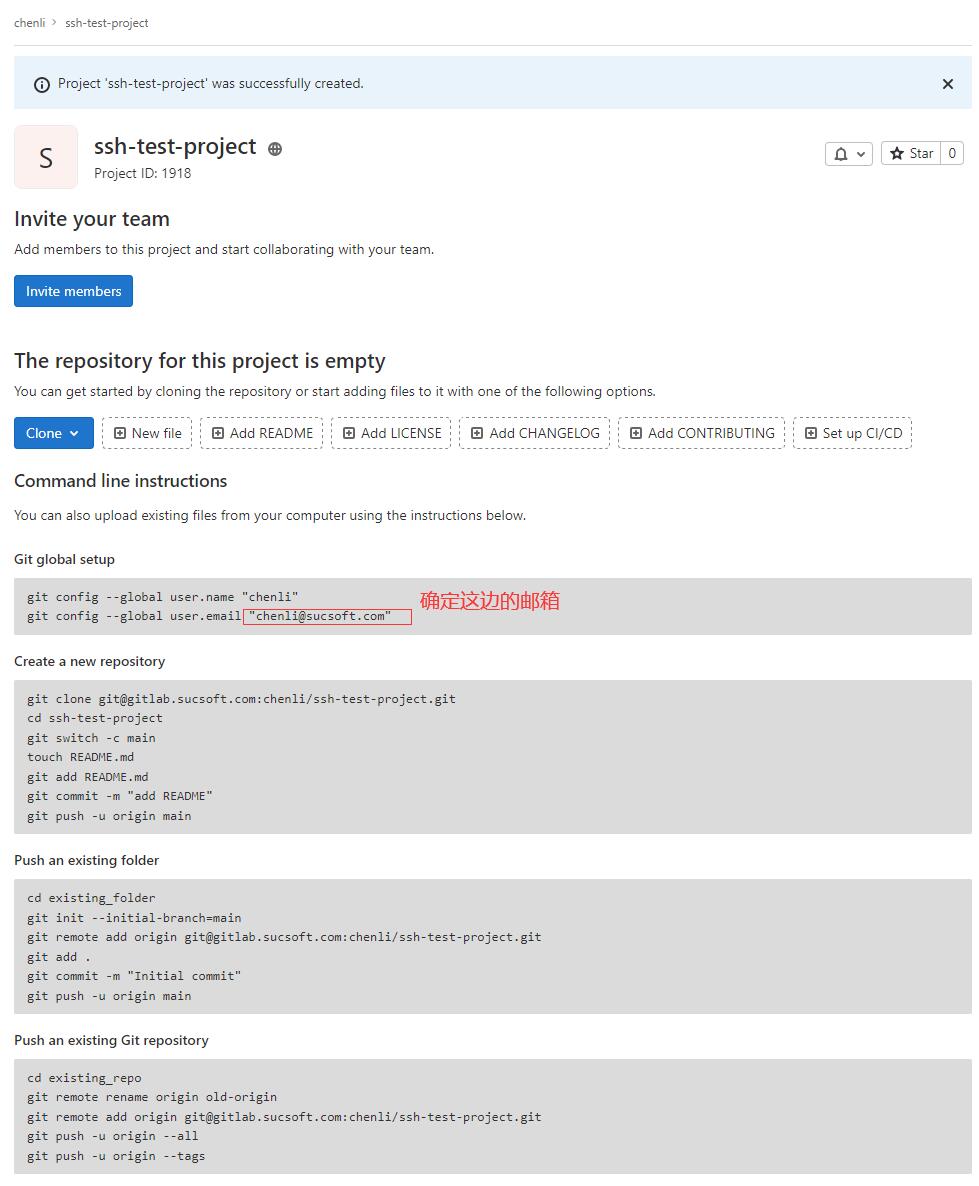 chenli > ssh-test-project
Project 'ssh-test-project' was successfully created.
S
ssh-test-project
Project ID: 1918
Star 0
Invite your team
Add members to this project and start collaborating with your team.
Invite members
The repository for this project is empty
You can get started by cloning the repository or start adding files to it with one of the following options.
Clone New file Add README Add LICENSE Add CHANGELOG Add CONTRIBUTING Set up CI/CD
Command line instructions
You can also upload existing files from your computer using the instructions below.
Git global setup
git config --global user.name "chenli"
git config --global user.email "chenli@sucsoft.com"
确定这边的邮箱
Create a new repository
git clone git@gitlab.sucsoft.com:chenli/ssh-test-project.git
cd ssh-test-project
git switch -c main
touch README.md
git add README.md
git commit -m "add README"
git push -u origin main
Push an existing folder
cd existing_folder
git init --initial-branch=main
git remote add origin git@gitlab.sucsoft.com:chenli/ssh-test-project.git
git add .
git commit -m "Initial commit"
git push -u origin main
Push an existing Git repository
cd existing_repo
git remote rename origin old-origin
git remote add origin git@gitlab.sucsoft.com:chenli/ssh-test-project.git
git push -u origin --all
git push -u origin --tags